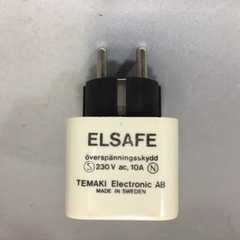 ELSAFE
överspänningsskydd
Ⓢ 230 V ac, 10A Ⓝ
TEMAKI Electronic AB
MADE IN SWEDEN